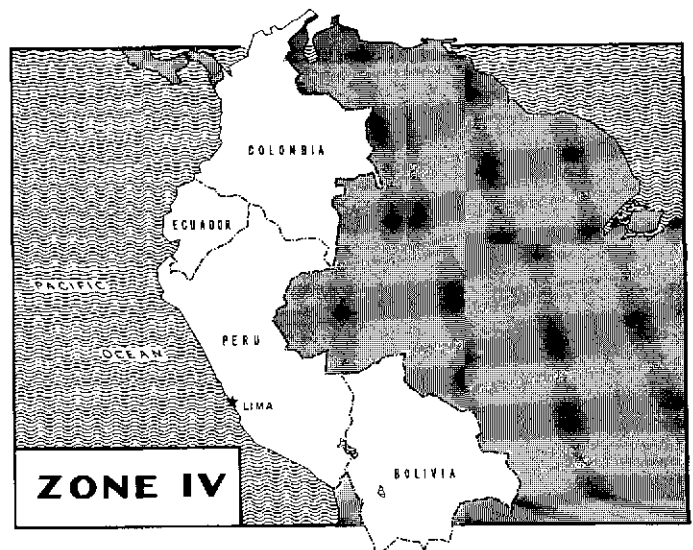 COLOMBIA
ECUADOR
PACIFIC
OCEAN
PERU
LIMA
BOLIVIA
ZONE IV